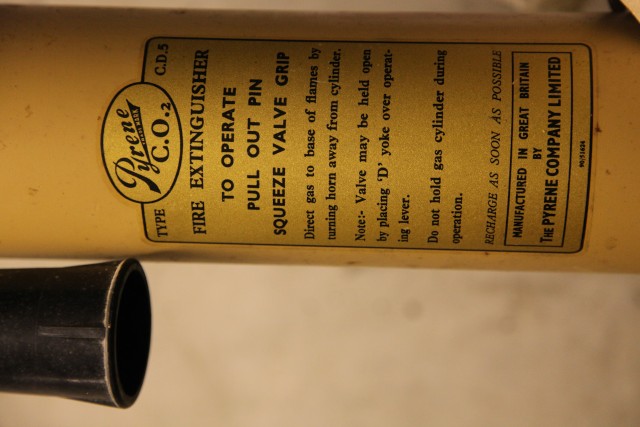 Pyrene
C.O.2
TYPE C.D.5
FIRE EXTINGUISHER
TO OPERATE
PULL OUT PIN
SQUEEZE VALVE GRIP
Direct gas to base of flames by
turning horn away from cylinder.
Note:- Valve may be held open
by placing 'D' yoke over operat-
ing lever.
Do not hold gas cylinder during
operation.
RECHARGE AS SOON AS POSSIBLE
MANUFACTURED IN GREAT BRITAIN
BY
THE PYRENE COMPANY LIMITED